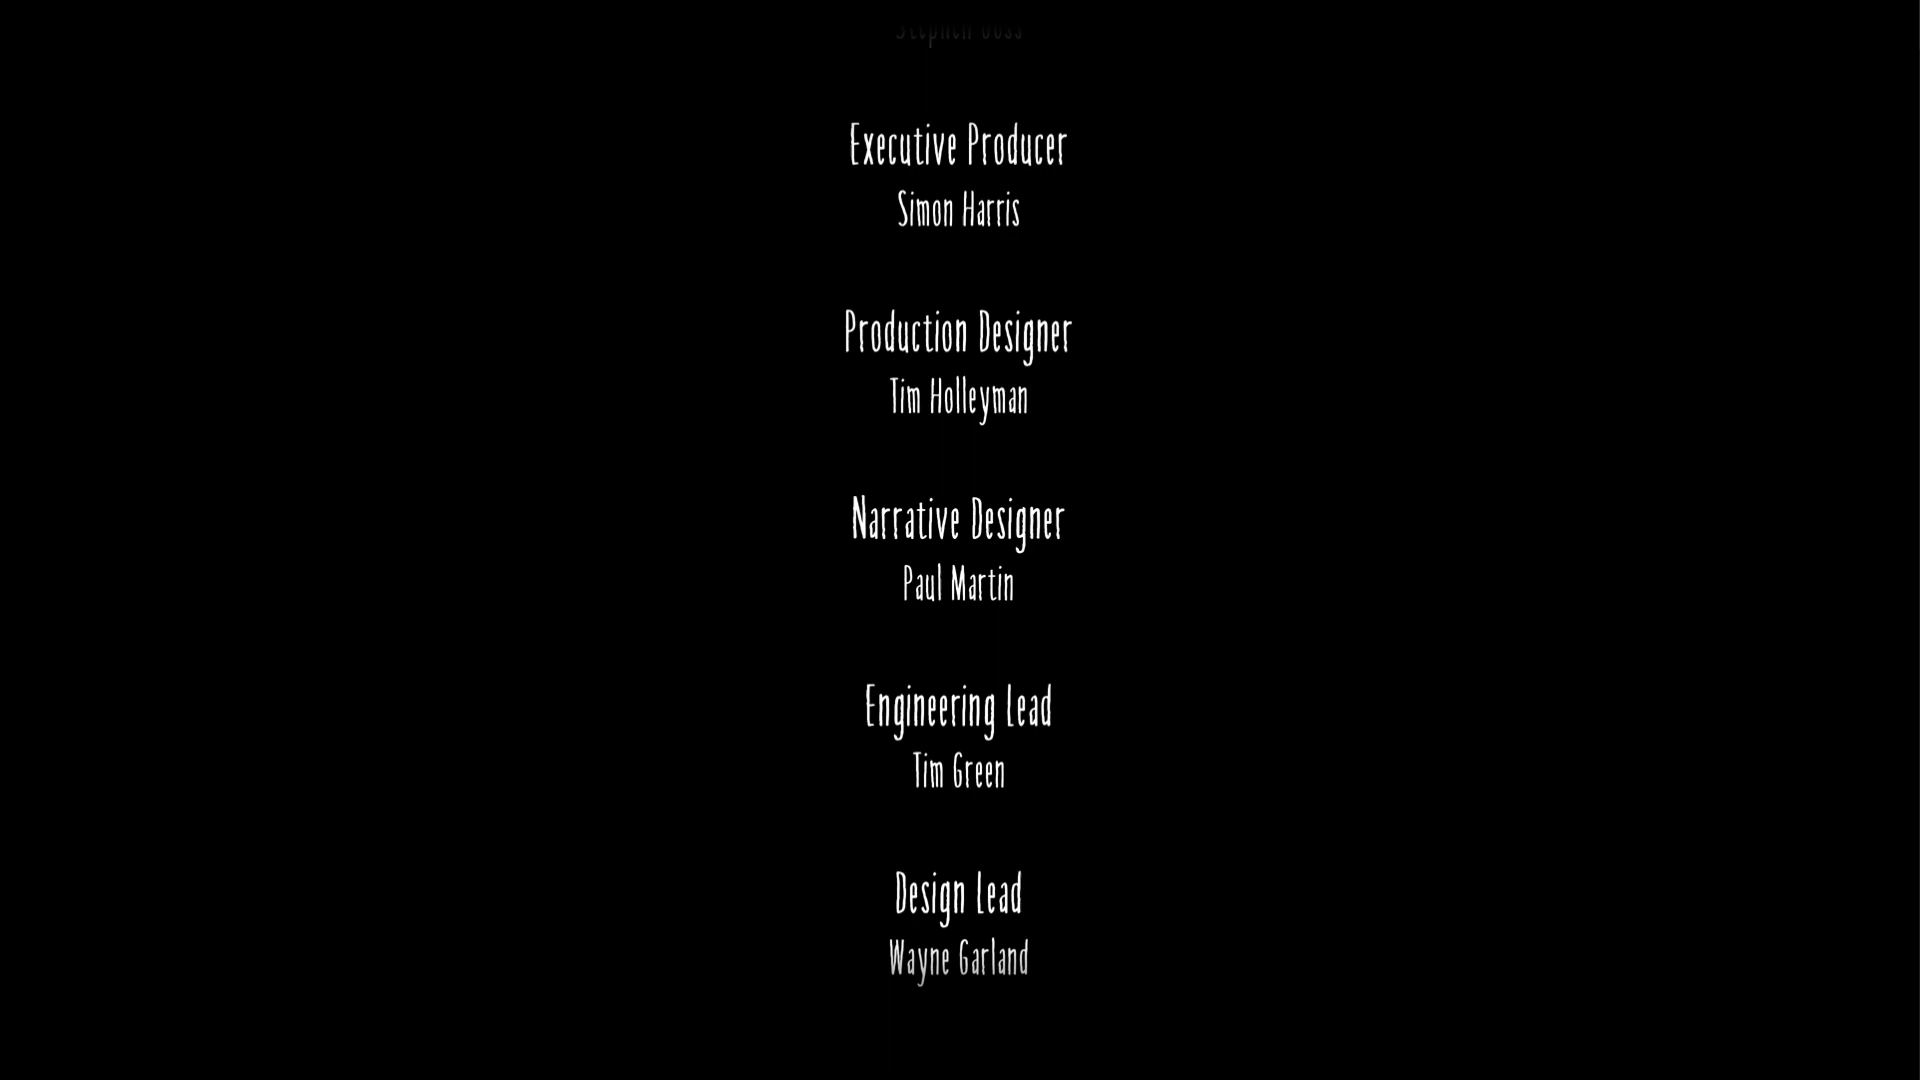 Executive Producer
Simon Harris
Production Designer
Tim Holleyman
Narrative Designer
Paul Martin
Engineering Lead
Tim Green
Design Lead
Wayne Garland